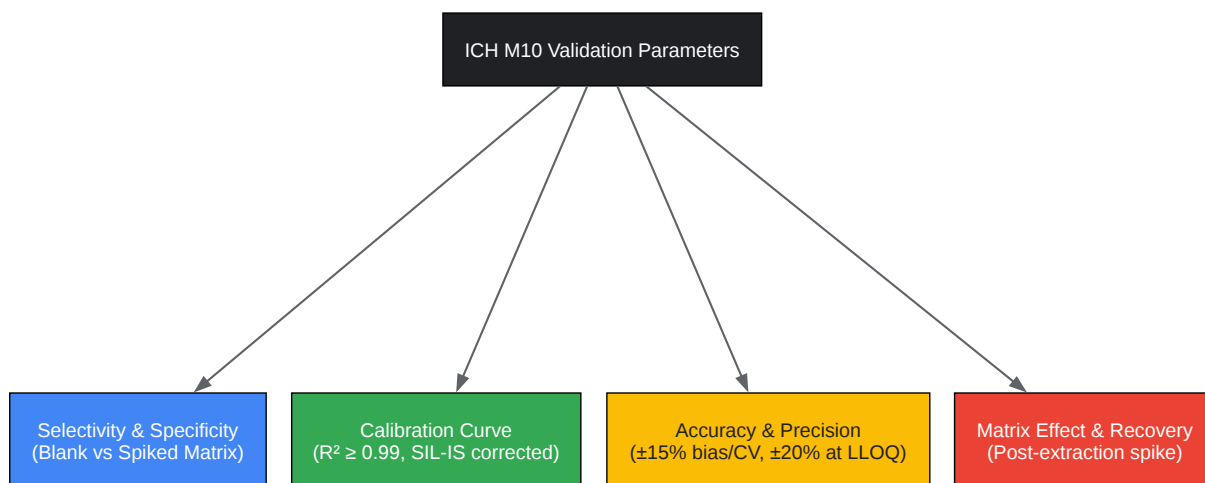 ICH M10 Validation Parameters
Selectivity & Specificity
(Blank vs Spiked Matrix)
Calibration Curve
(R² ≥ 0.99, SIL-IS corrected)
Accuracy & Precision
(±15% bias/CV, ±20% at LLOQ)
Matrix Effect & Recovery
(Post-extraction spike)